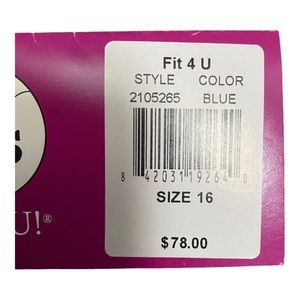 Fit 4 U
STYLE COLOR
2105265 BLUE
8 42031 19264 0
SIZE 16
$78.00
U!®